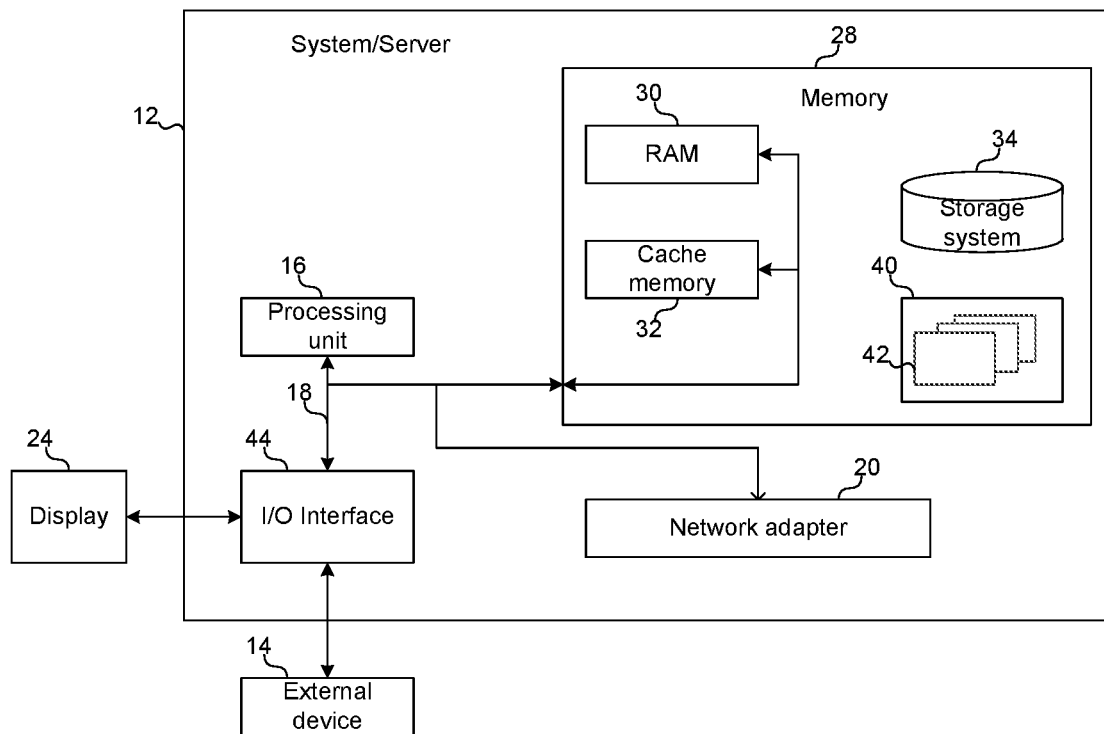 System/Server
28
12
Memory
30
RAM
34
Storage
system
Cache
memory
32
16
Processing
unit
40
42
18
24
44
Display
I/O Interface
20
Network adapter
14
External
device